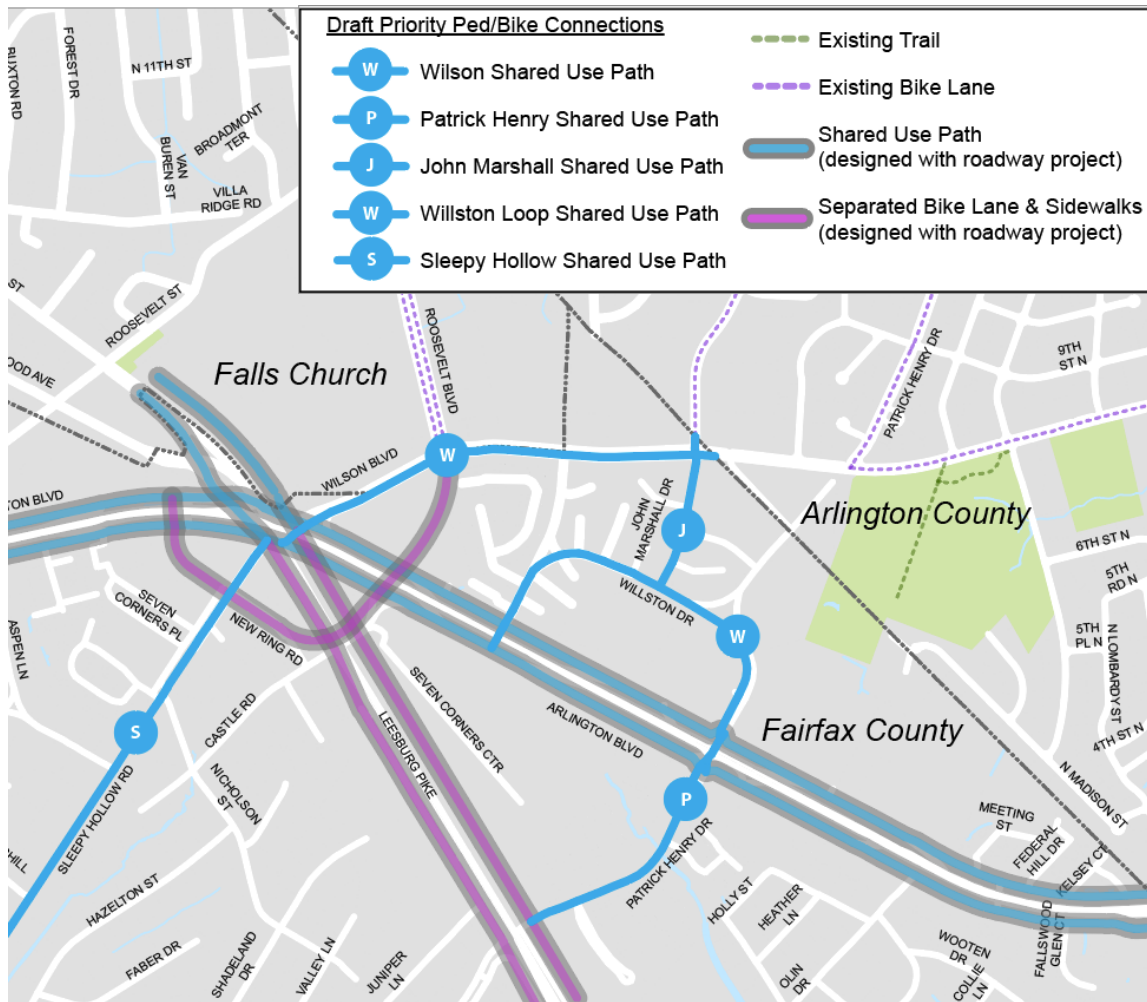 Draft Priority Ped/Bike Connections
W
Wilson Shared Use Path
P
Patrick Henry Shared Use Path
J
John Marshall Shared Use Path
W
Willston Loop Shared Use Path
S
Sleepy Hollow Shared Use Path
Existing Trail
Existing Bike Lane
Shared Use Path
(designed with roadway project)
Separated Bike Lane & Sidewalks
(designed with roadway project)
BUXTON RD
FOREST DR
N 11TH ST
BROADMONT
TER
VAN
BUREN ST
VILLA
RIDGE RD
ST
ROOSEVELT ST
OOD AVE
Falls Church
ROOSEVELT BLVD
PATRICK HENRY DR
9TH
ST N
W
WILSON BLVD
TON BLVD
JOHN
MARSHALL DR
J
Arlington County
6TH ST N
5TH
RD N
SEVEN
CORNERS PL
WILLSTON DR
NEW RING RD
W
5TH
PL N
N LOMBARDY ST
ASPEN LN
SEVEN CORNERS CTR
CASTLE RD
LEESBURG PIKE
ARLINGTON BLVD
Fairfax County
4TH ST N
S
N MADISON ST
P
SLEEPY HOLLOW RD
NICHOLSON
ST
MEETING
ST
FEDERAL
HILL DR
KELSEY CT
HILL
PATRICK HENRY DR
HAZELTON ST
HOLLY ST
HEATHER
LN
FALLSWOOD
GLEN CT
FABER DR
SHADELAND
DR
VALLEY LN
JUNIPER
LN
OLIN
DR
WOOTEN
DR
COLLIE
LN